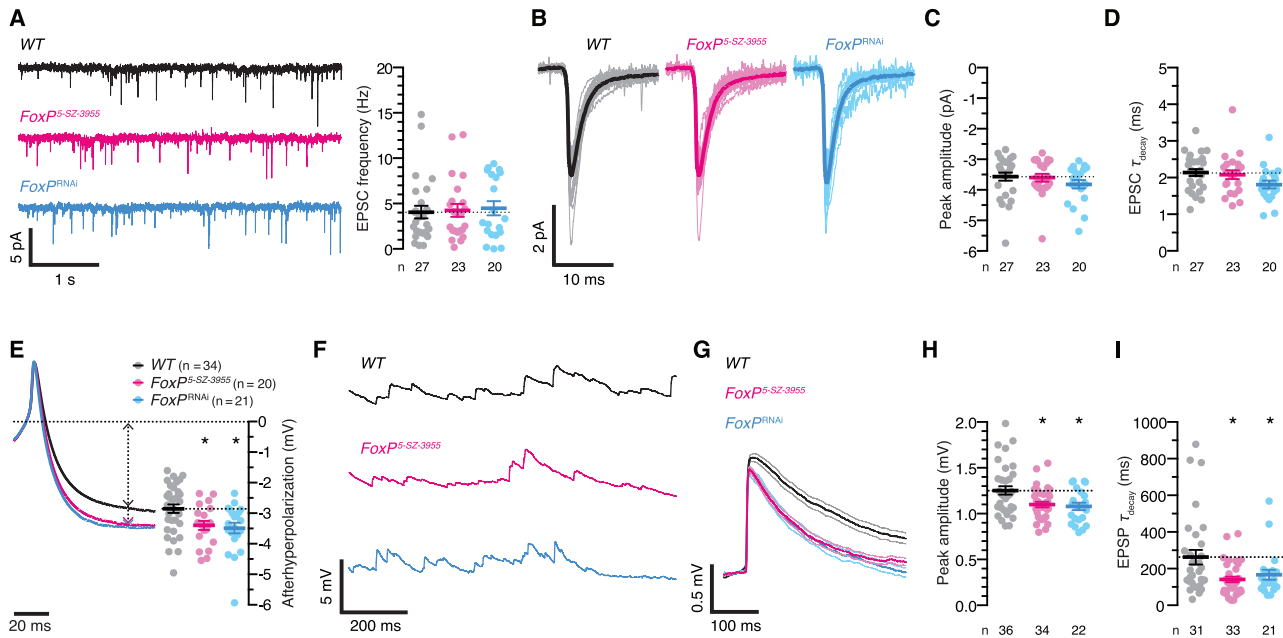 A
WT
FoxP5-SZ-3955
FoxPRNAi
5 pA
1 s
EPSC frequency (Hz)
20
15
10
5
0
n 27 23 20
B
WT FoxP5-SZ-3955 FoxPRNAi
2 pA
10 ms
C
Peak amplitude (pA)
0
-1
-2
-3
-4
-5
-6
n 27 23 20
D
EPSC τdecay (ms)
5
4
3
2
1
0
n 27 23 20
E
WT (n = 34)
FoxP5-SZ-3955 (n = 20)
FoxPRNAi (n = 21)
* *
0
-1
-2
-3
-4
-5
-6
Afterhyperpolarization (mV)
20 ms
F
WT
FoxP5-SZ-3955
FoxPRNAi
5 mV
200 ms
G
WT
FoxP5-SZ-3955
FoxPRNAi
0.5 mV
100 ms
H
Peak amplitude (mV)
* *
2.0
1.5
1.0
0.5
0.0
n 36 34 22
I
EPSP τdecay (ms)
* *
1000
800
600
400
200
0
n 31 33 21